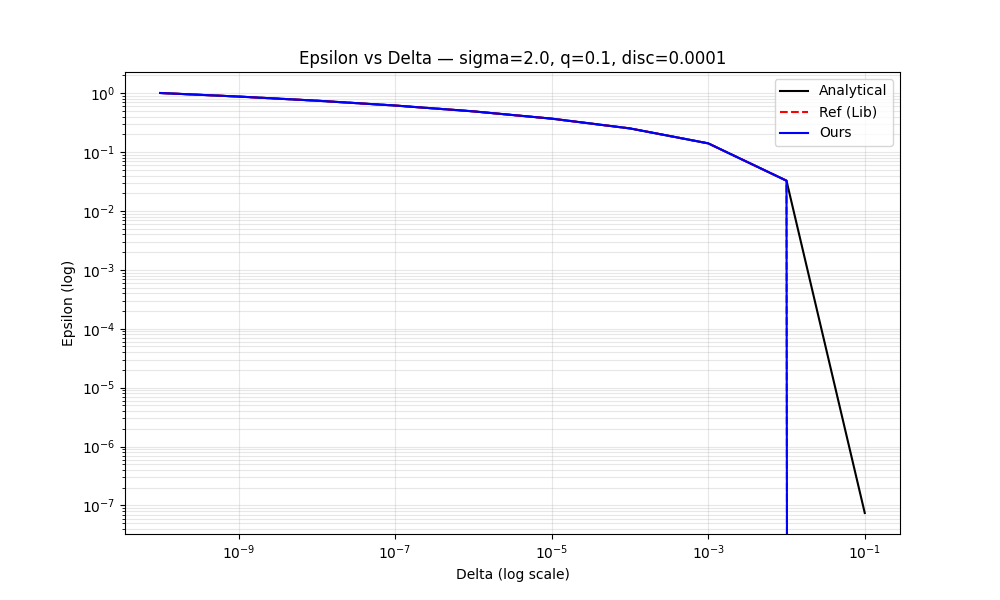 Epsilon vs Delta — sigma=2.0, q=0.1, disc=0.0001
Analytical
Ref (Lib)
Ours
Epsilon (log)
10⁰
10⁻¹
10⁻²
10⁻³
10⁻⁴
10⁻⁵
10⁻⁶
10⁻⁷
10⁻⁹ 10⁻⁷ 10⁻⁵ 10⁻³ 10⁻¹
Delta (log scale)